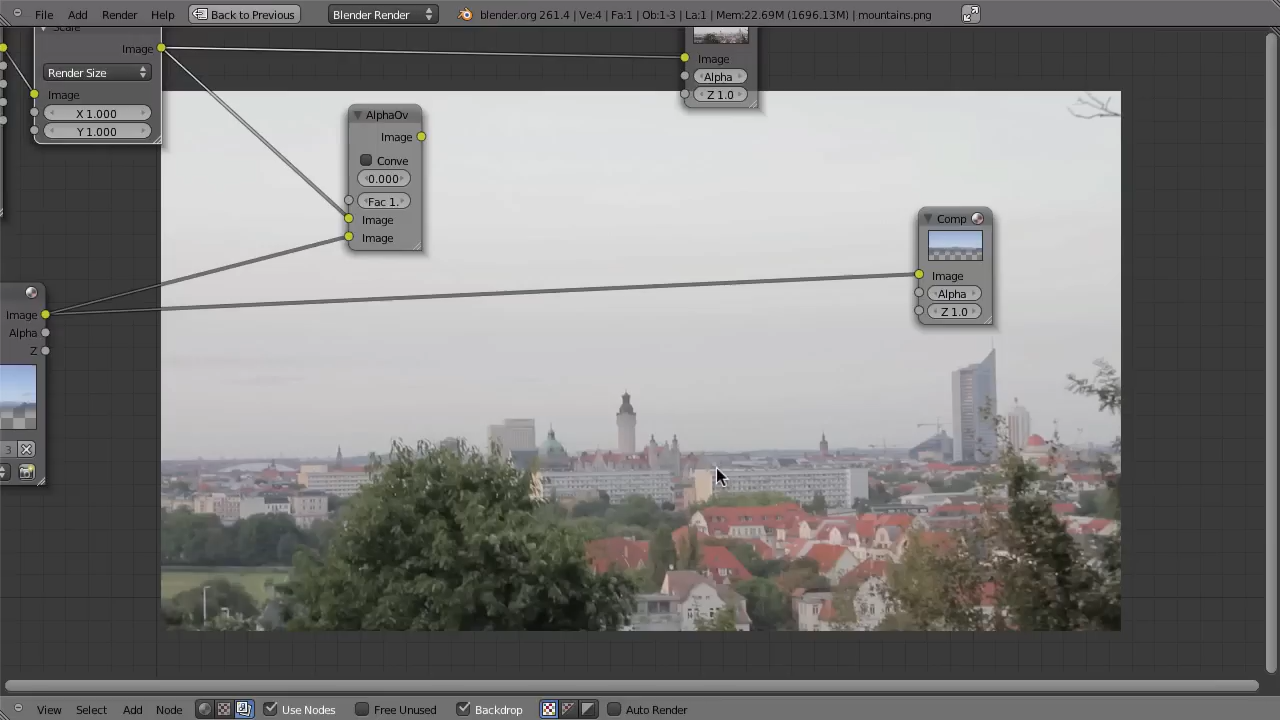 File Add Render Help Back to Previous Blender Render blender.org 261.4 | Ve:4 | Fa:1 | Ob:1-3 | La:1 | Mem:22.69M (1696.13M) | mountains.png
Scale
Image
Render Size
Image
X 1.000
Y 1.000
Image
Alpha
Z 1.0
AlphaOv
Image
Conve
0.000
Fac 1.
Image
Image
Comp
Image
Alpha
Z 1.0
Image
Alpha
Z
3
View Select Add Node Use Nodes Free Unused Backdrop Auto Render